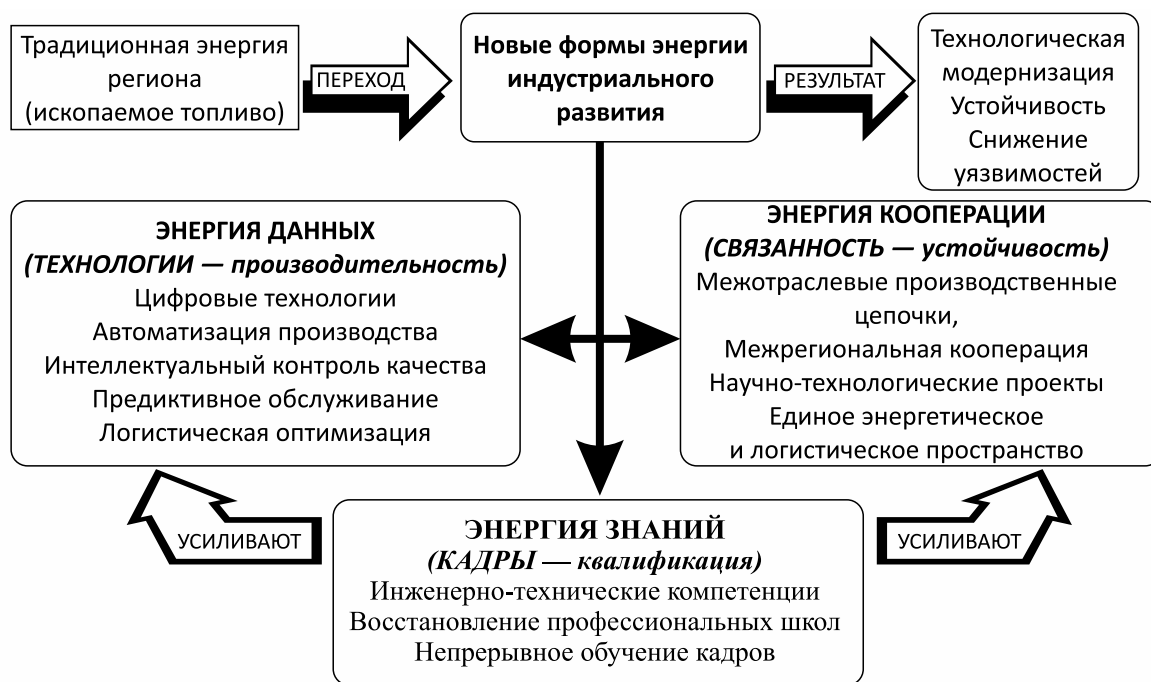 Традиционная энергия
региона
(ископаемое топливо)
ПЕРЕХОД
Новые формы энергии
индустриального
развития
РЕЗУЛЬТАТ
Технологическая
модернизация
Устойчивость
Снижение
уязвимостей
ЭНЕРГИЯ ДАННЫХ
(ТЕХНОЛОГИИ — производительность)
Цифровые технологии
Автоматизация производства
Интеллектуальный контроль качества
Предиктивное обслуживание
Логистическая оптимизация
ЭНЕРГИЯ КООПЕРАЦИИ
(СВЯЗАННОСТЬ — устойчивость)
Межотраслевые производственные
цепочки,
Межрегиональная кооперация
Научно-технологические проекты
Единое энергетическое
и логистическое пространство
УСИЛИВАЮТ
ЭНЕРГИЯ ЗНАНИЙ
(КАДРЫ — квалификация)
Инженерно-технические компетенции
Восстановление профессиональных школ
Непрерывное обучение кадров
УСИЛИВАЮТ